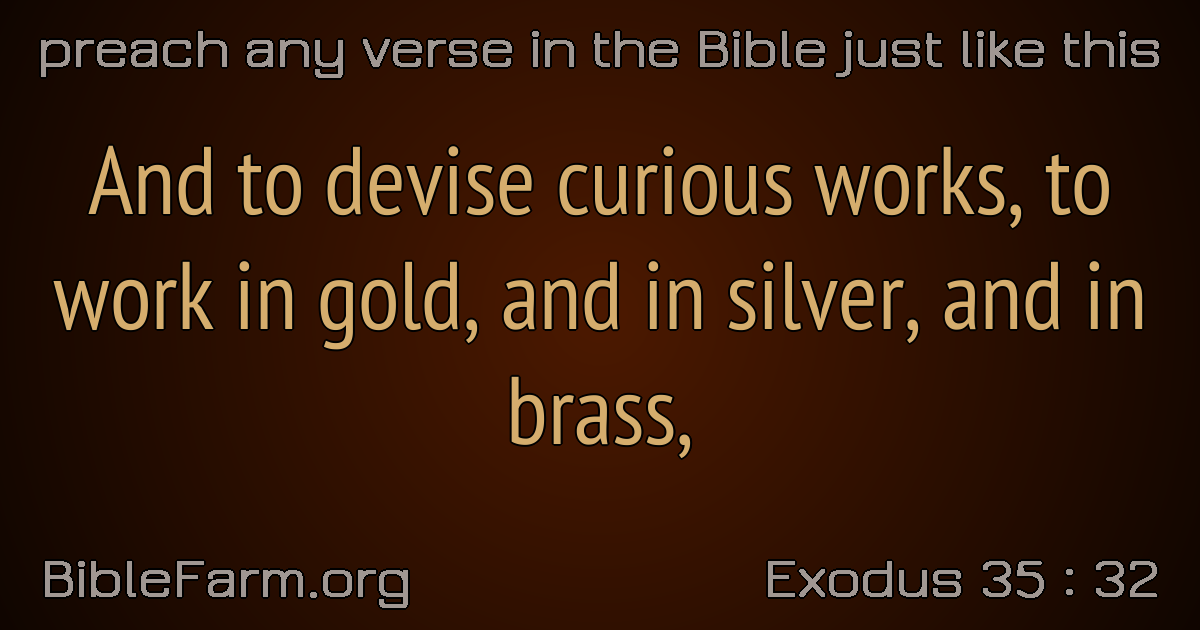 preach any verse in the Bible just like this
And to devise curious works, to
work in gold, and in silver, and in
brass,
BibleFarm.org
Exodus 35 : 32